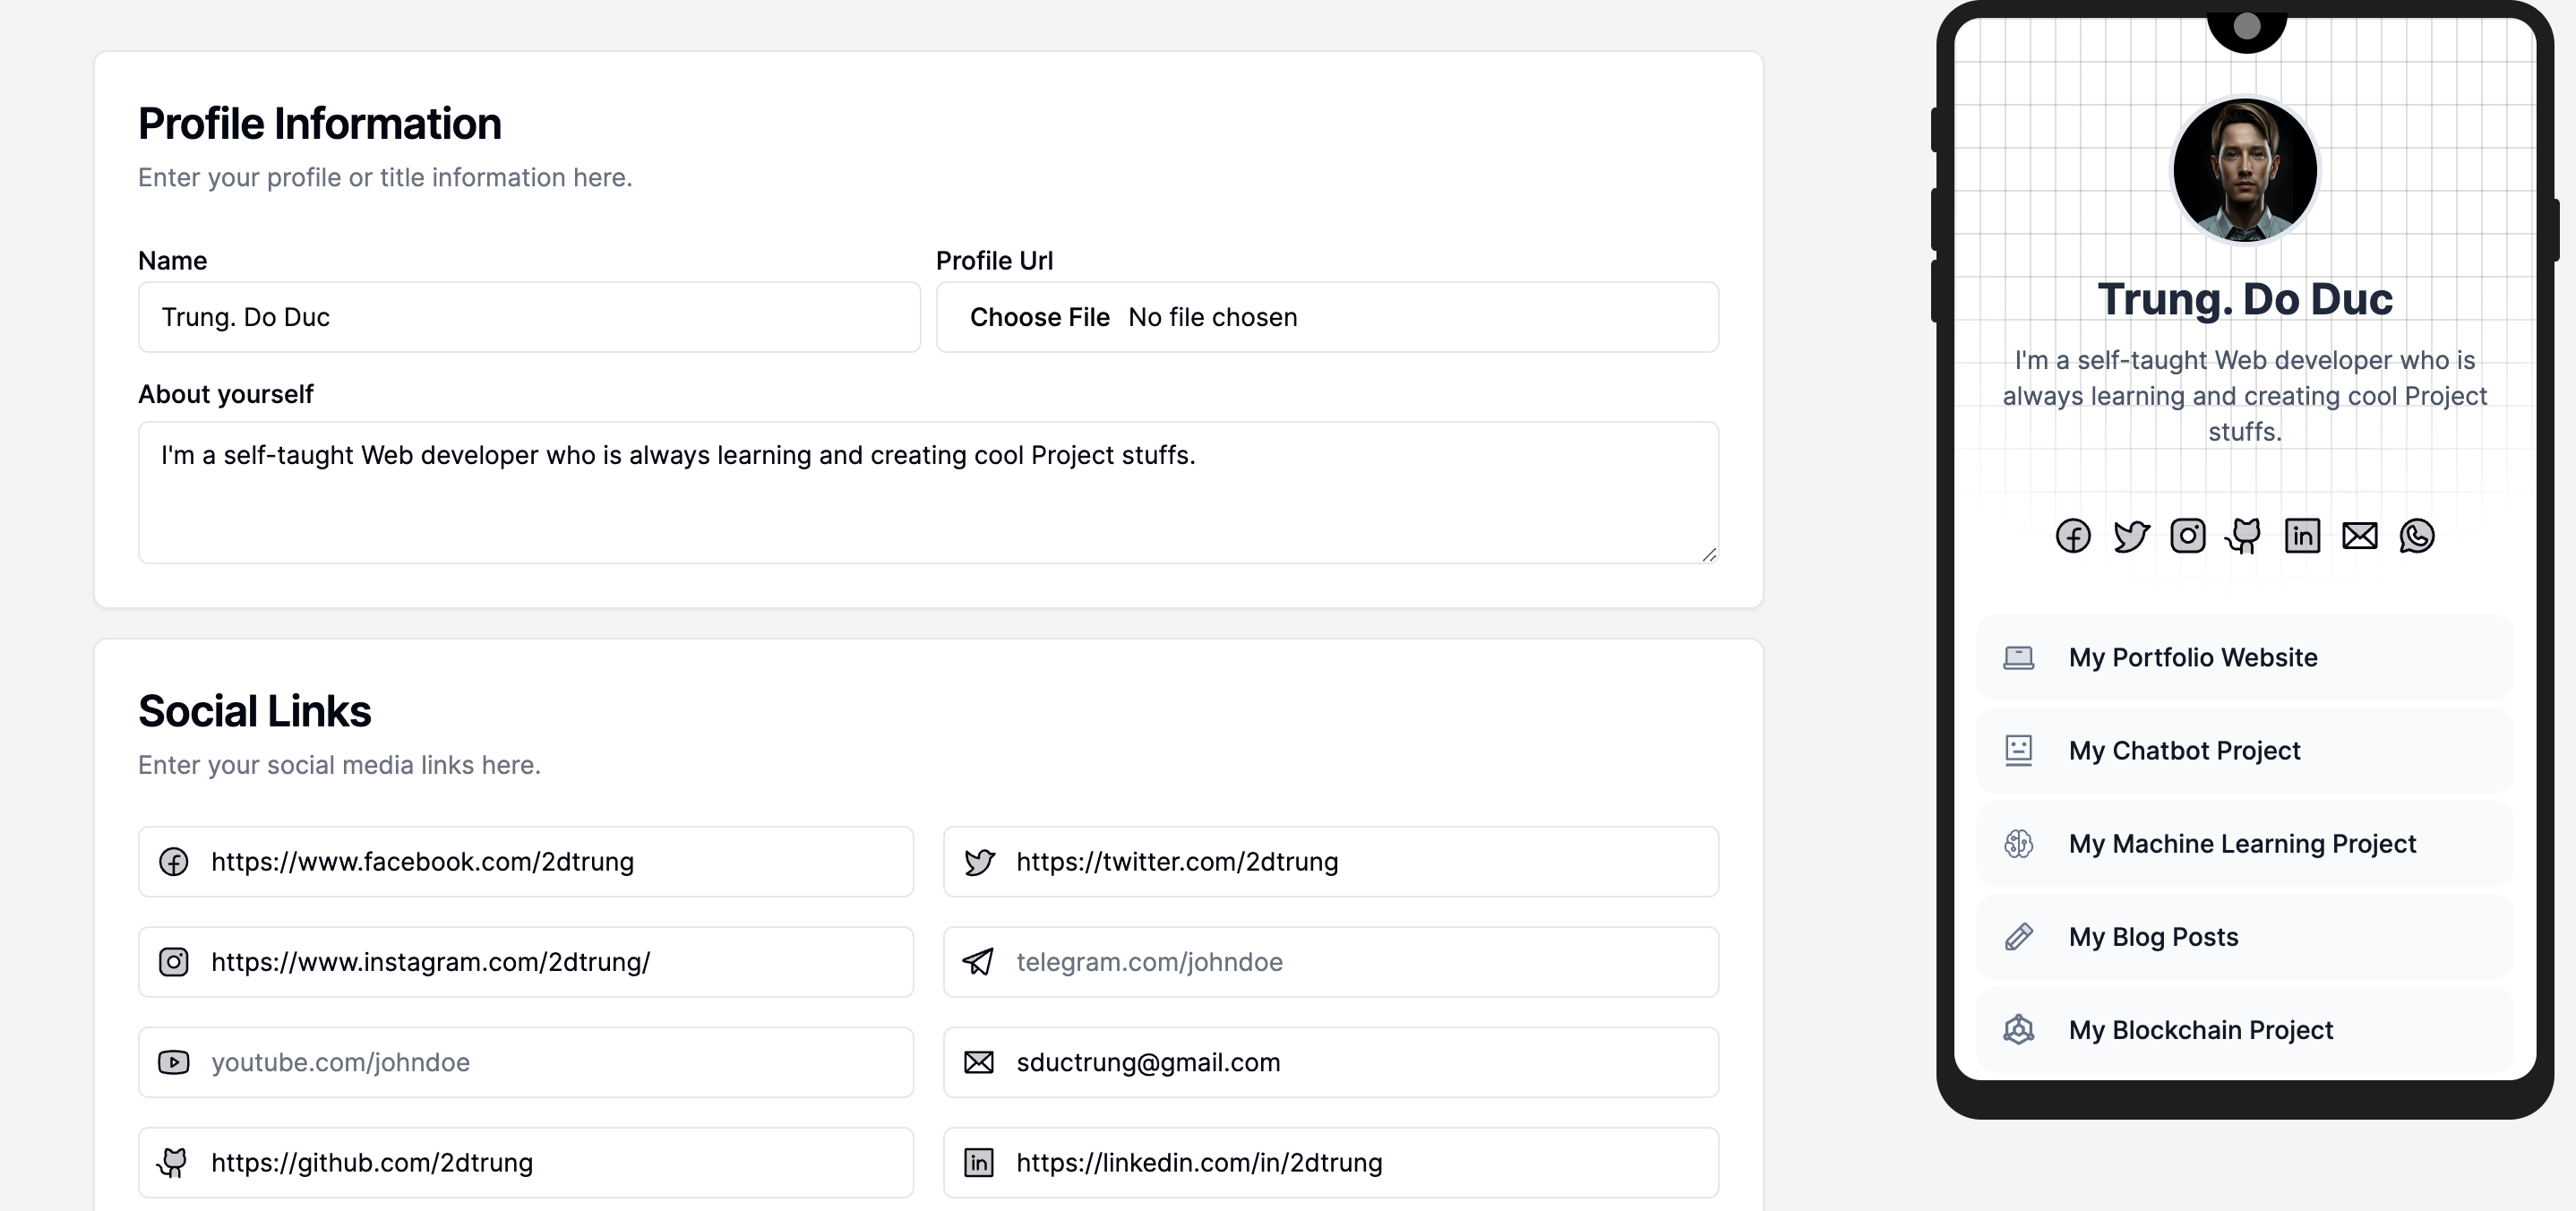 Profile Information
Enter your profile or title information here.
Name
Profile Url
Trung. Do Duc
Choose File No file chosen
About yourself
I'm a self-taught Web developer who is always learning and creating cool Project stuffs.
Social Links
Enter your social media links here.
https://www.facebook.com/2dtrung
https://twitter.com/2dtrung
https://www.instagram.com/2dtrung/
telegram.com/johndoe
youtube.com/johndoe
sductrung@gmail.com
https://github.com/2dtrung
https://linkedin.com/in/2dtrung
Trung. Do Duc
I'm a self-taught Web developer who is
always learning and creating cool Project
stuffs.
My Portfolio Website
My Chatbot Project
My Machine Learning Project
My Blog Posts
My Blockchain Project